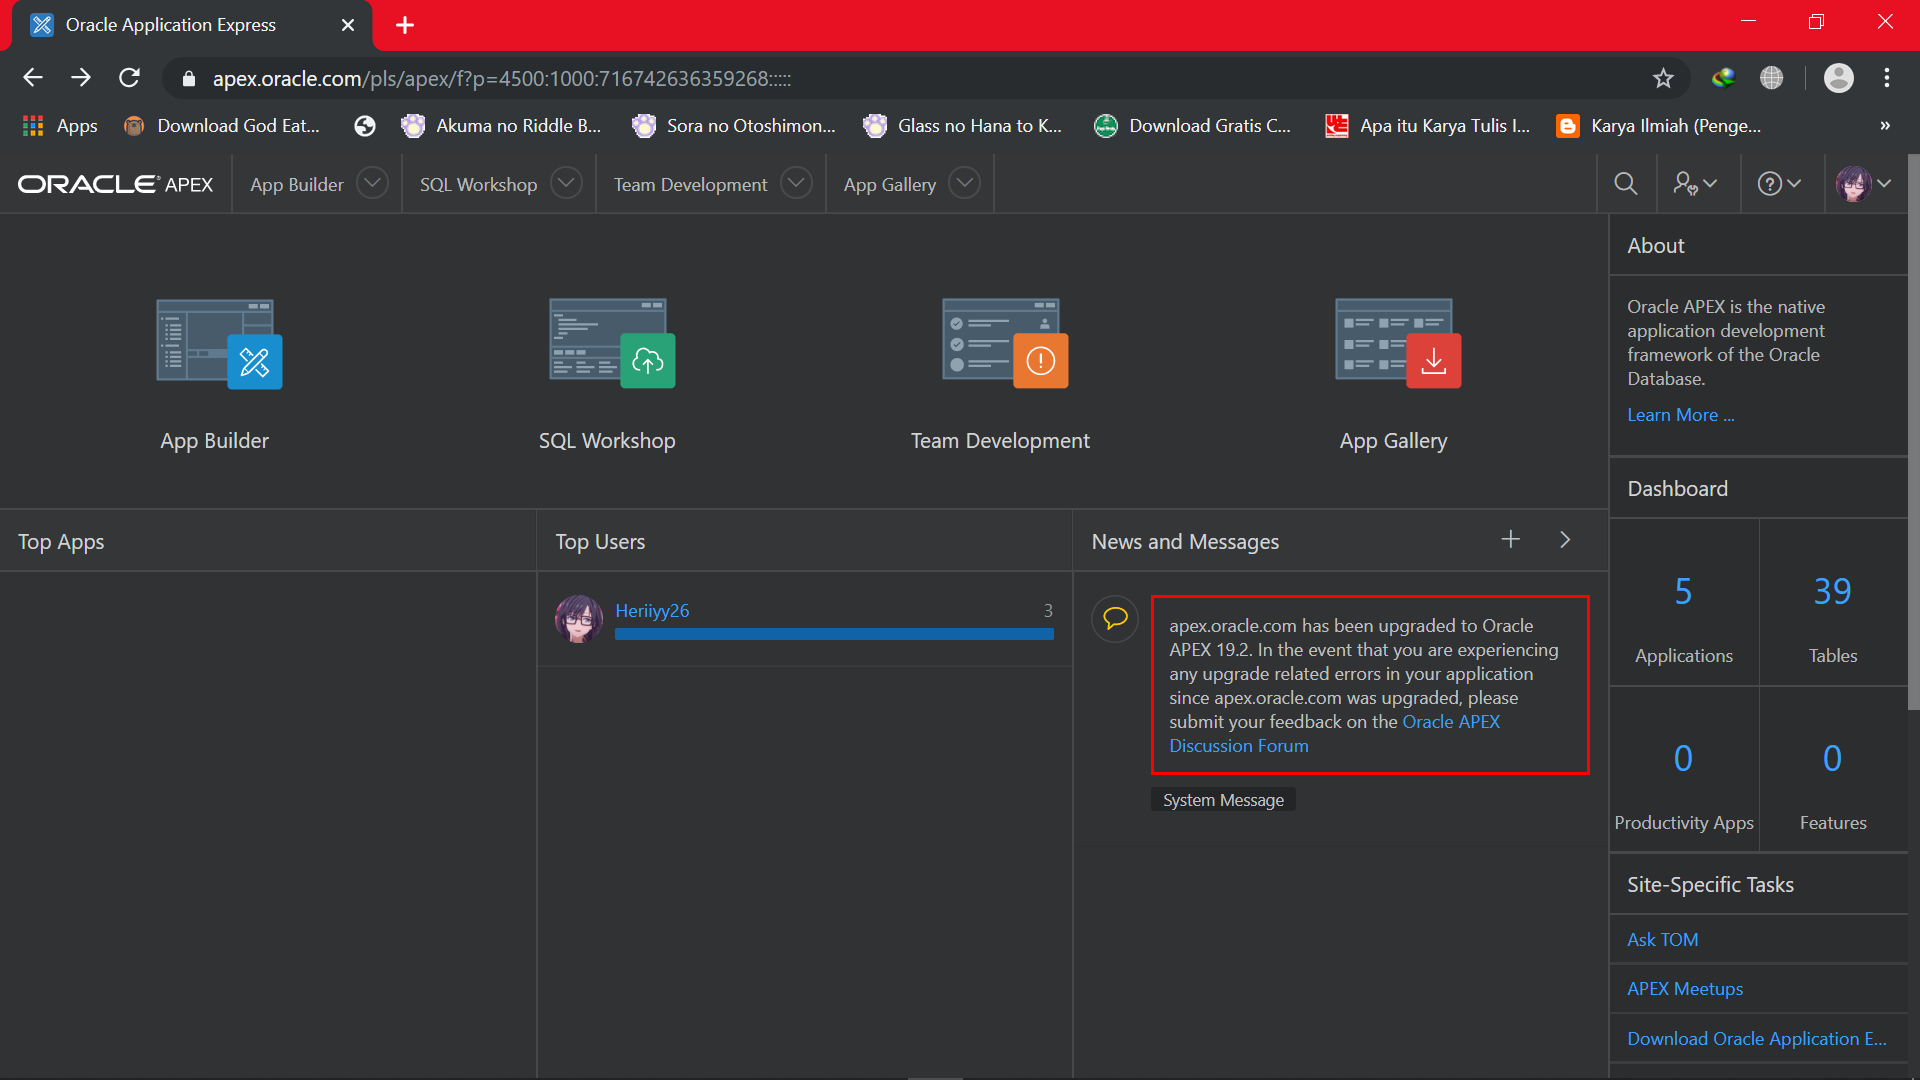 Oracle Application Express
apex.oracle.com/pls/apex/f?p=4500:1000:716742636359268:::::
Apps
Download God Eat...
Akuma no Riddle B...
Sora no Otoshimon...
Glass no Hana to K...
Download Gratis C...
Apa itu Karya Tulis I...
Karya Ilmiah (Penge...
»
ORACLE APEX
App Builder
SQL Workshop
Team Development
App Gallery
App Builder
SQL Workshop
Team Development
App Gallery
About
Oracle APEX is the native
application development
framework of the Oracle
Database.
Learn More ...
Top Apps
Top Users
Heriiyy26
3
News and Messages
apex.oracle.com has been upgraded to Oracle
APEX 19.2. In the event that you are experiencing
any upgrade related errors in your application
since apex.oracle.com was upgraded, please
submit your feedback on the Oracle APEX
Discussion Forum
System Message
Dashboard
5
Applications
39
Tables
0
Productivity Apps
0
Features
Site-Specific Tasks
Ask TOM
APEX Meetups
Download Oracle Application E...